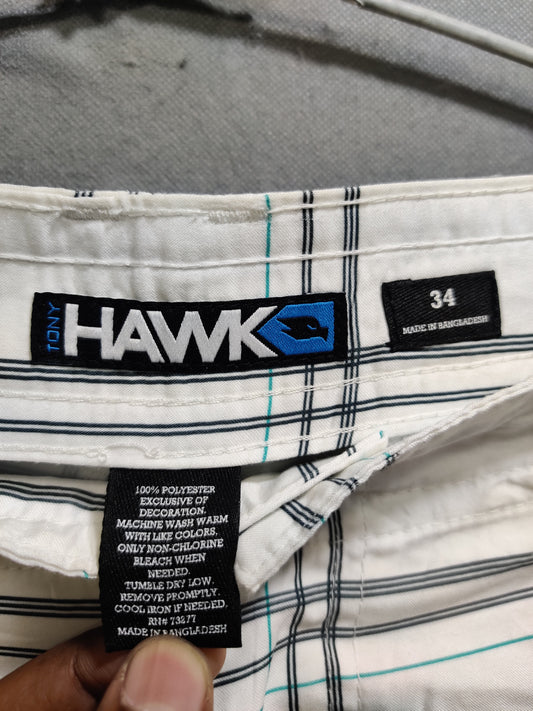 TONY
HAWK
34
MADE IN BANGLADESH
100% POLYESTER
EXCLUSIVE OF
DECORATION.
MACHINE WASH WARM
WITH LIKE COLORS.
ONLY NON-CHLORINE
BLEACH WHEN
NEEDED.
TUMBLE DRY LOW.
REMOVE PROMPTLY.
COOL IRON IF NEEDED.
RN# 73277
MADE IN BANGLADESH